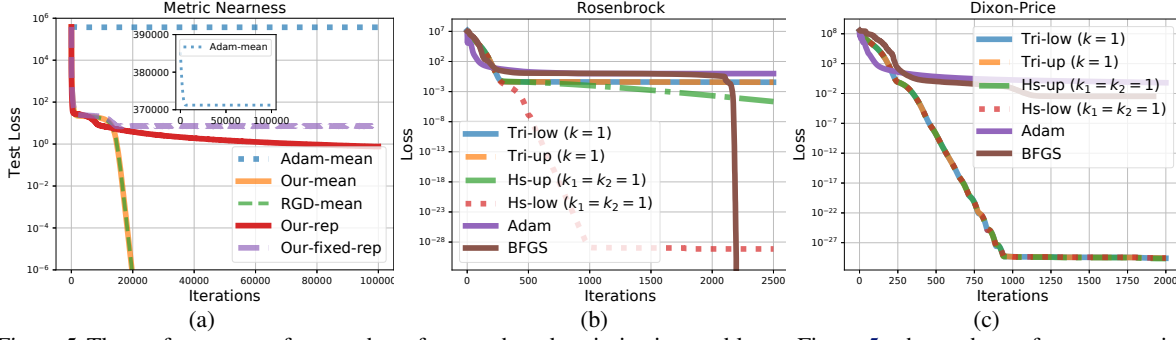 Metric Nearness
Test Loss
10^6
10^4
10^2
10^0
10^−2
10^−4
10^−6
390000
380000
370000
0
100000
Adam-mean
Adam-mean
Our-mean
RGD-mean
Our-rep
Our-fixed-rep
0 20000 40000 60000 80000 100000
Iterations
(a)
Rosenbrock
Loss
10^7
10^2
10^−3
10^−8
10^−13
10^−18
10^−23
10^−28
Tri-low (k = 1)
Tri-up (k = 1)
Hs-up (k₁ = k₂ = 1)
Hs-low (k₁ = k₂ = 1)
Adam
BFGS
0 500 1000 1500 2000 2500
Iterations
(b)
Dixon-Price
Loss
10^8
10^3
10^−2
10^−7
10^−12
10^−17
10^−22
10^−27
Tri-low (k = 1)
Tri-up (k = 1)
Hs-up (k₁ = k₂ = 1)
Hs-low (k₁ = k₂ = 1)
Adam
BFGS
0 250 500 750 1000 1250 1500 1750 2000
Iterations
(c)